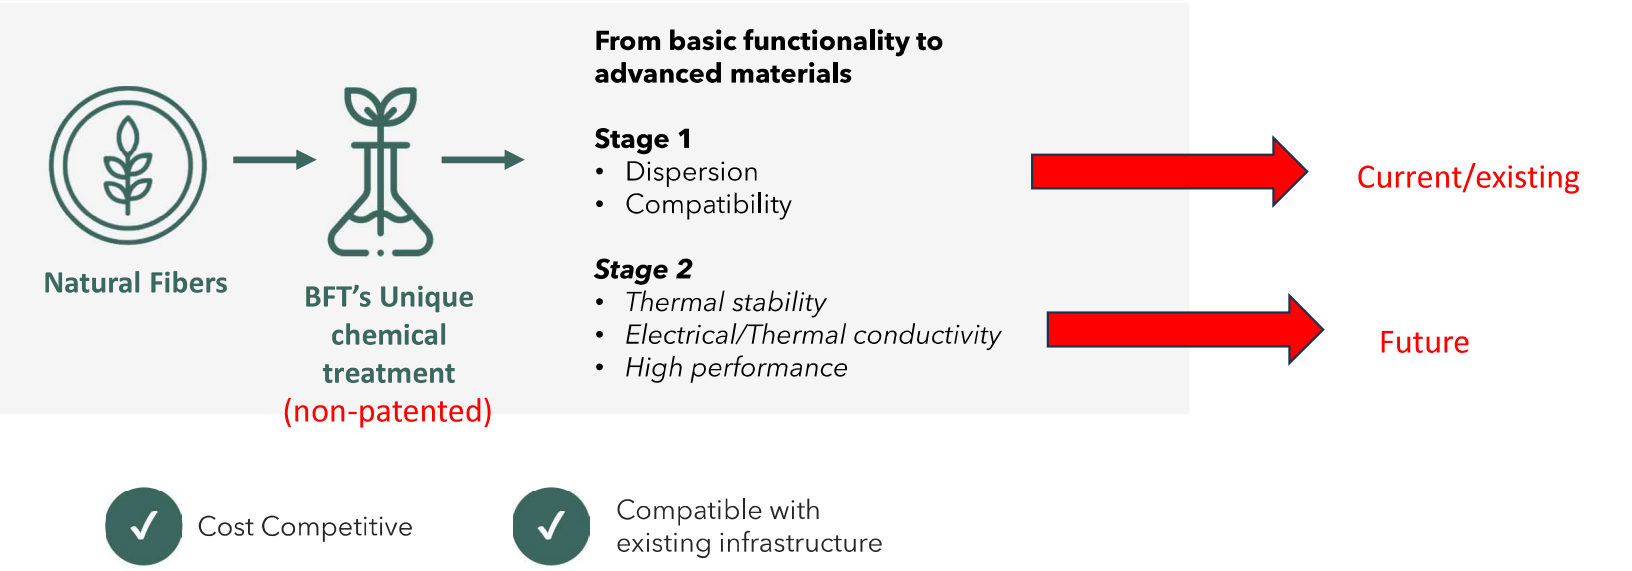 From basic functionality to
advanced materials
Stage 1
• Dispersion
• Compatibility
Current/existing
Natural Fibers
BFT’s Unique
chemical
treatment
(non-patented)
Stage 2
• Thermal stability
• Electrical/Thermal conductivity
• High performance
Future
Cost Competitive
Compatible with
existing infrastructure